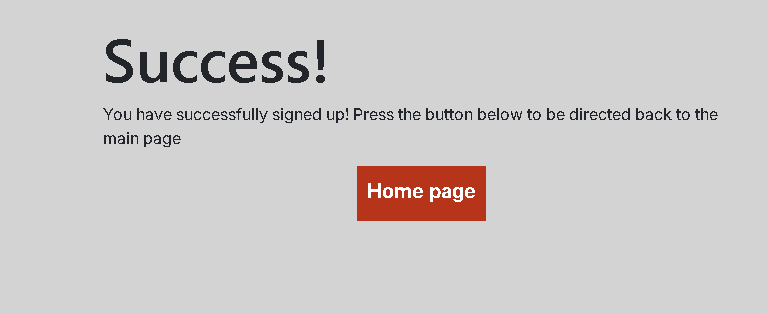 Success!
You have successfully signed up! Press the button below to be directed back to the
main page
Home page